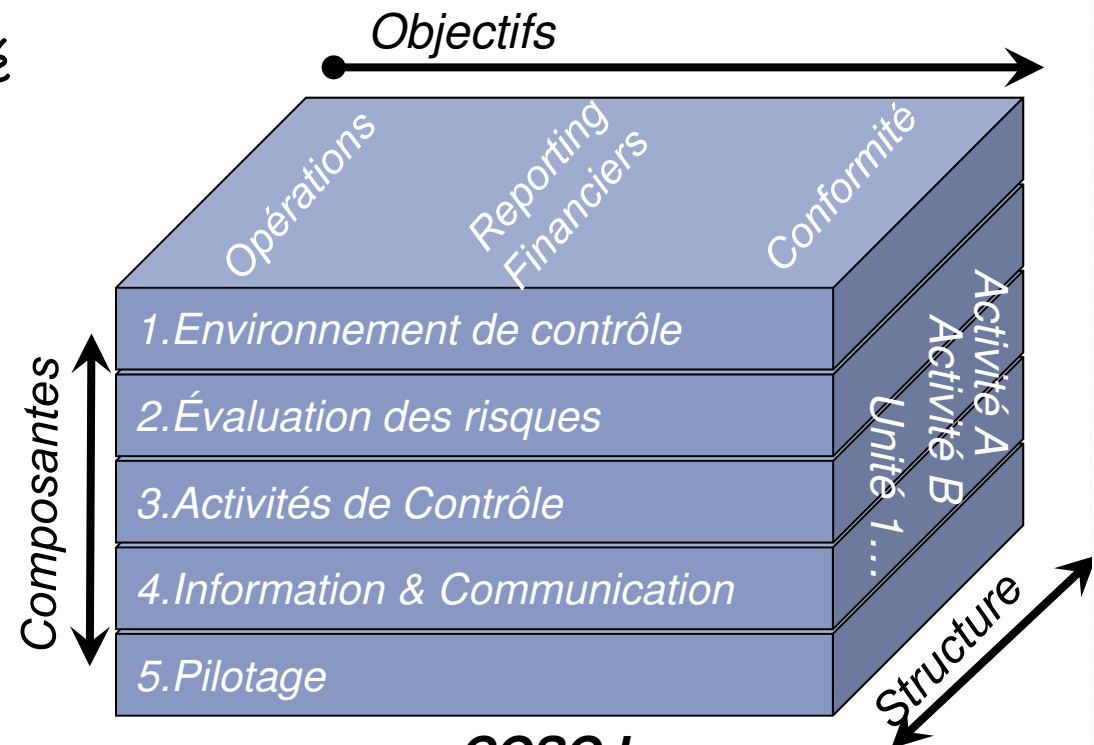 Objectifs
Opérations
Reporting
Financiers
Conformité
1.Environnement de contrôle
2.Évaluation des risques
3.Activités de Contrôle
4.Information & Communication
5.Pilotage
Composantes
Activité A
Activité B
Unité 1...
Structure